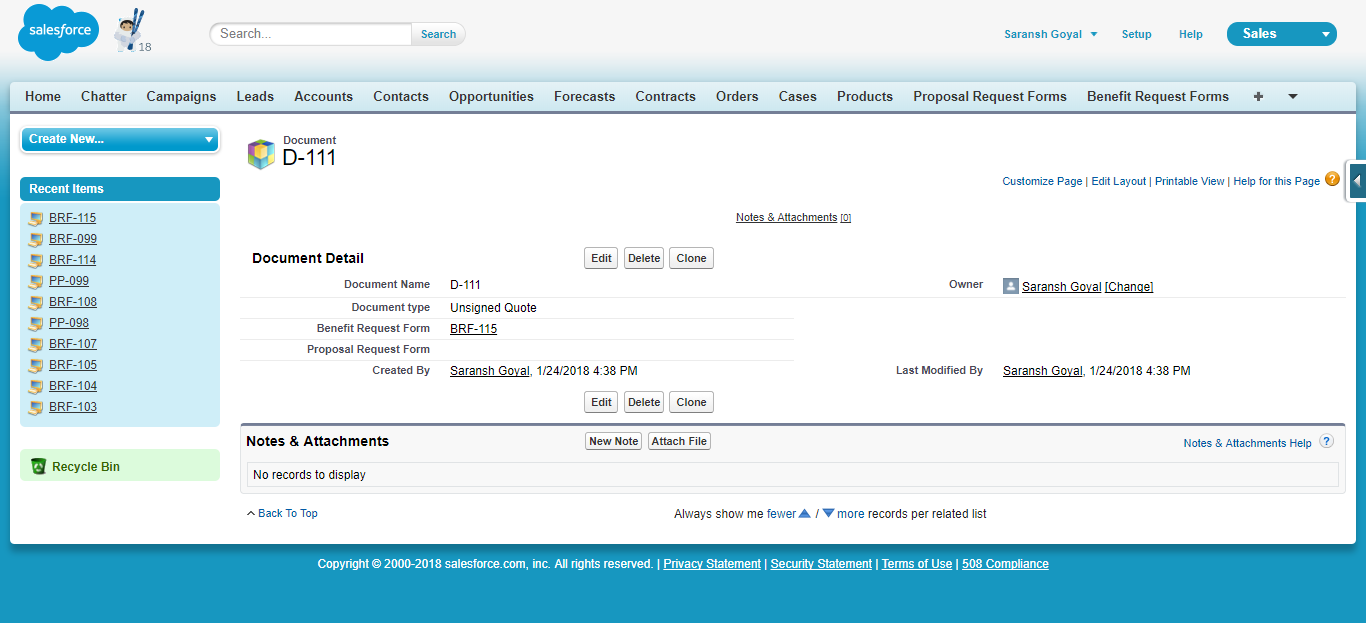 salesforce
18
Search...
Search
Saransh Goyal
Setup
Help
Sales
Home Chatter Campaigns Leads Accounts Contacts Opportunities Forecasts Contracts Orders Cases Products Proposal Request Forms Benefit Request Forms +
Create New...
Recent Items
BRF-115
BRF-099
BRF-114
PP-099
BRF-108
PP-098
BRF-107
BRF-105
BRF-104
BRF-103
Recycle Bin
Document
D-111
Customize Page | Edit Layout | Printable View | Help for this Page ?
Notes & Attachments [0]
Document Detail
Edit Delete Clone
Document Name D-111 Owner Saransh Goyal [Change]
Document type Unsigned Quote
Benefit Request Form BRF-115
Proposal Request Form
Created By Saransh Goyal, 1/24/2018 4:38 PM Last Modified By Saransh Goyal, 1/24/2018 4:38 PM
Edit Delete Clone
Notes & Attachments New Note Attach File Notes & Attachments Help ?
No records to display
Back To Top
Always show me fewer / more records per related list
Copyright © 2000-2018 salesforce.com, inc. All rights reserved. | Privacy Statement | Security Statement | Terms of Use | 508 Compliance